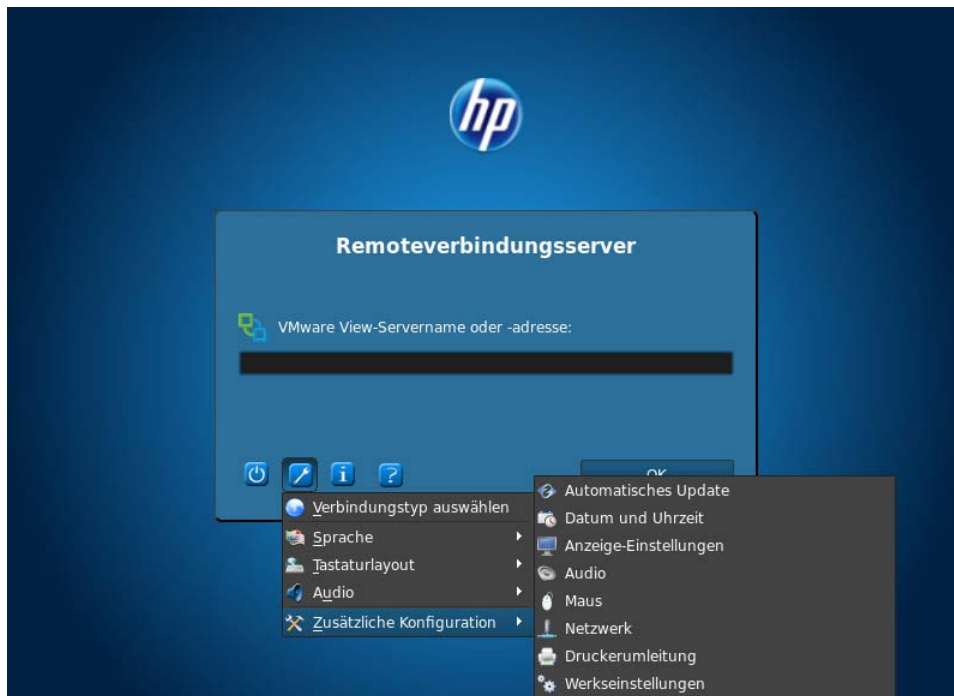 hp
Remoteverbindungsserver
VMware View-Servername oder -adresse:
OK
Verbindungstyp auswählen
Sprache
Tastaturlayout
Audio
Zusätzliche Konfiguration
Automatisches Update
Datum und Uhrzeit
Anzeige-Einstellungen
Audio
Maus
Netzwerk
Druckerumleitung
Werkseinstellungen